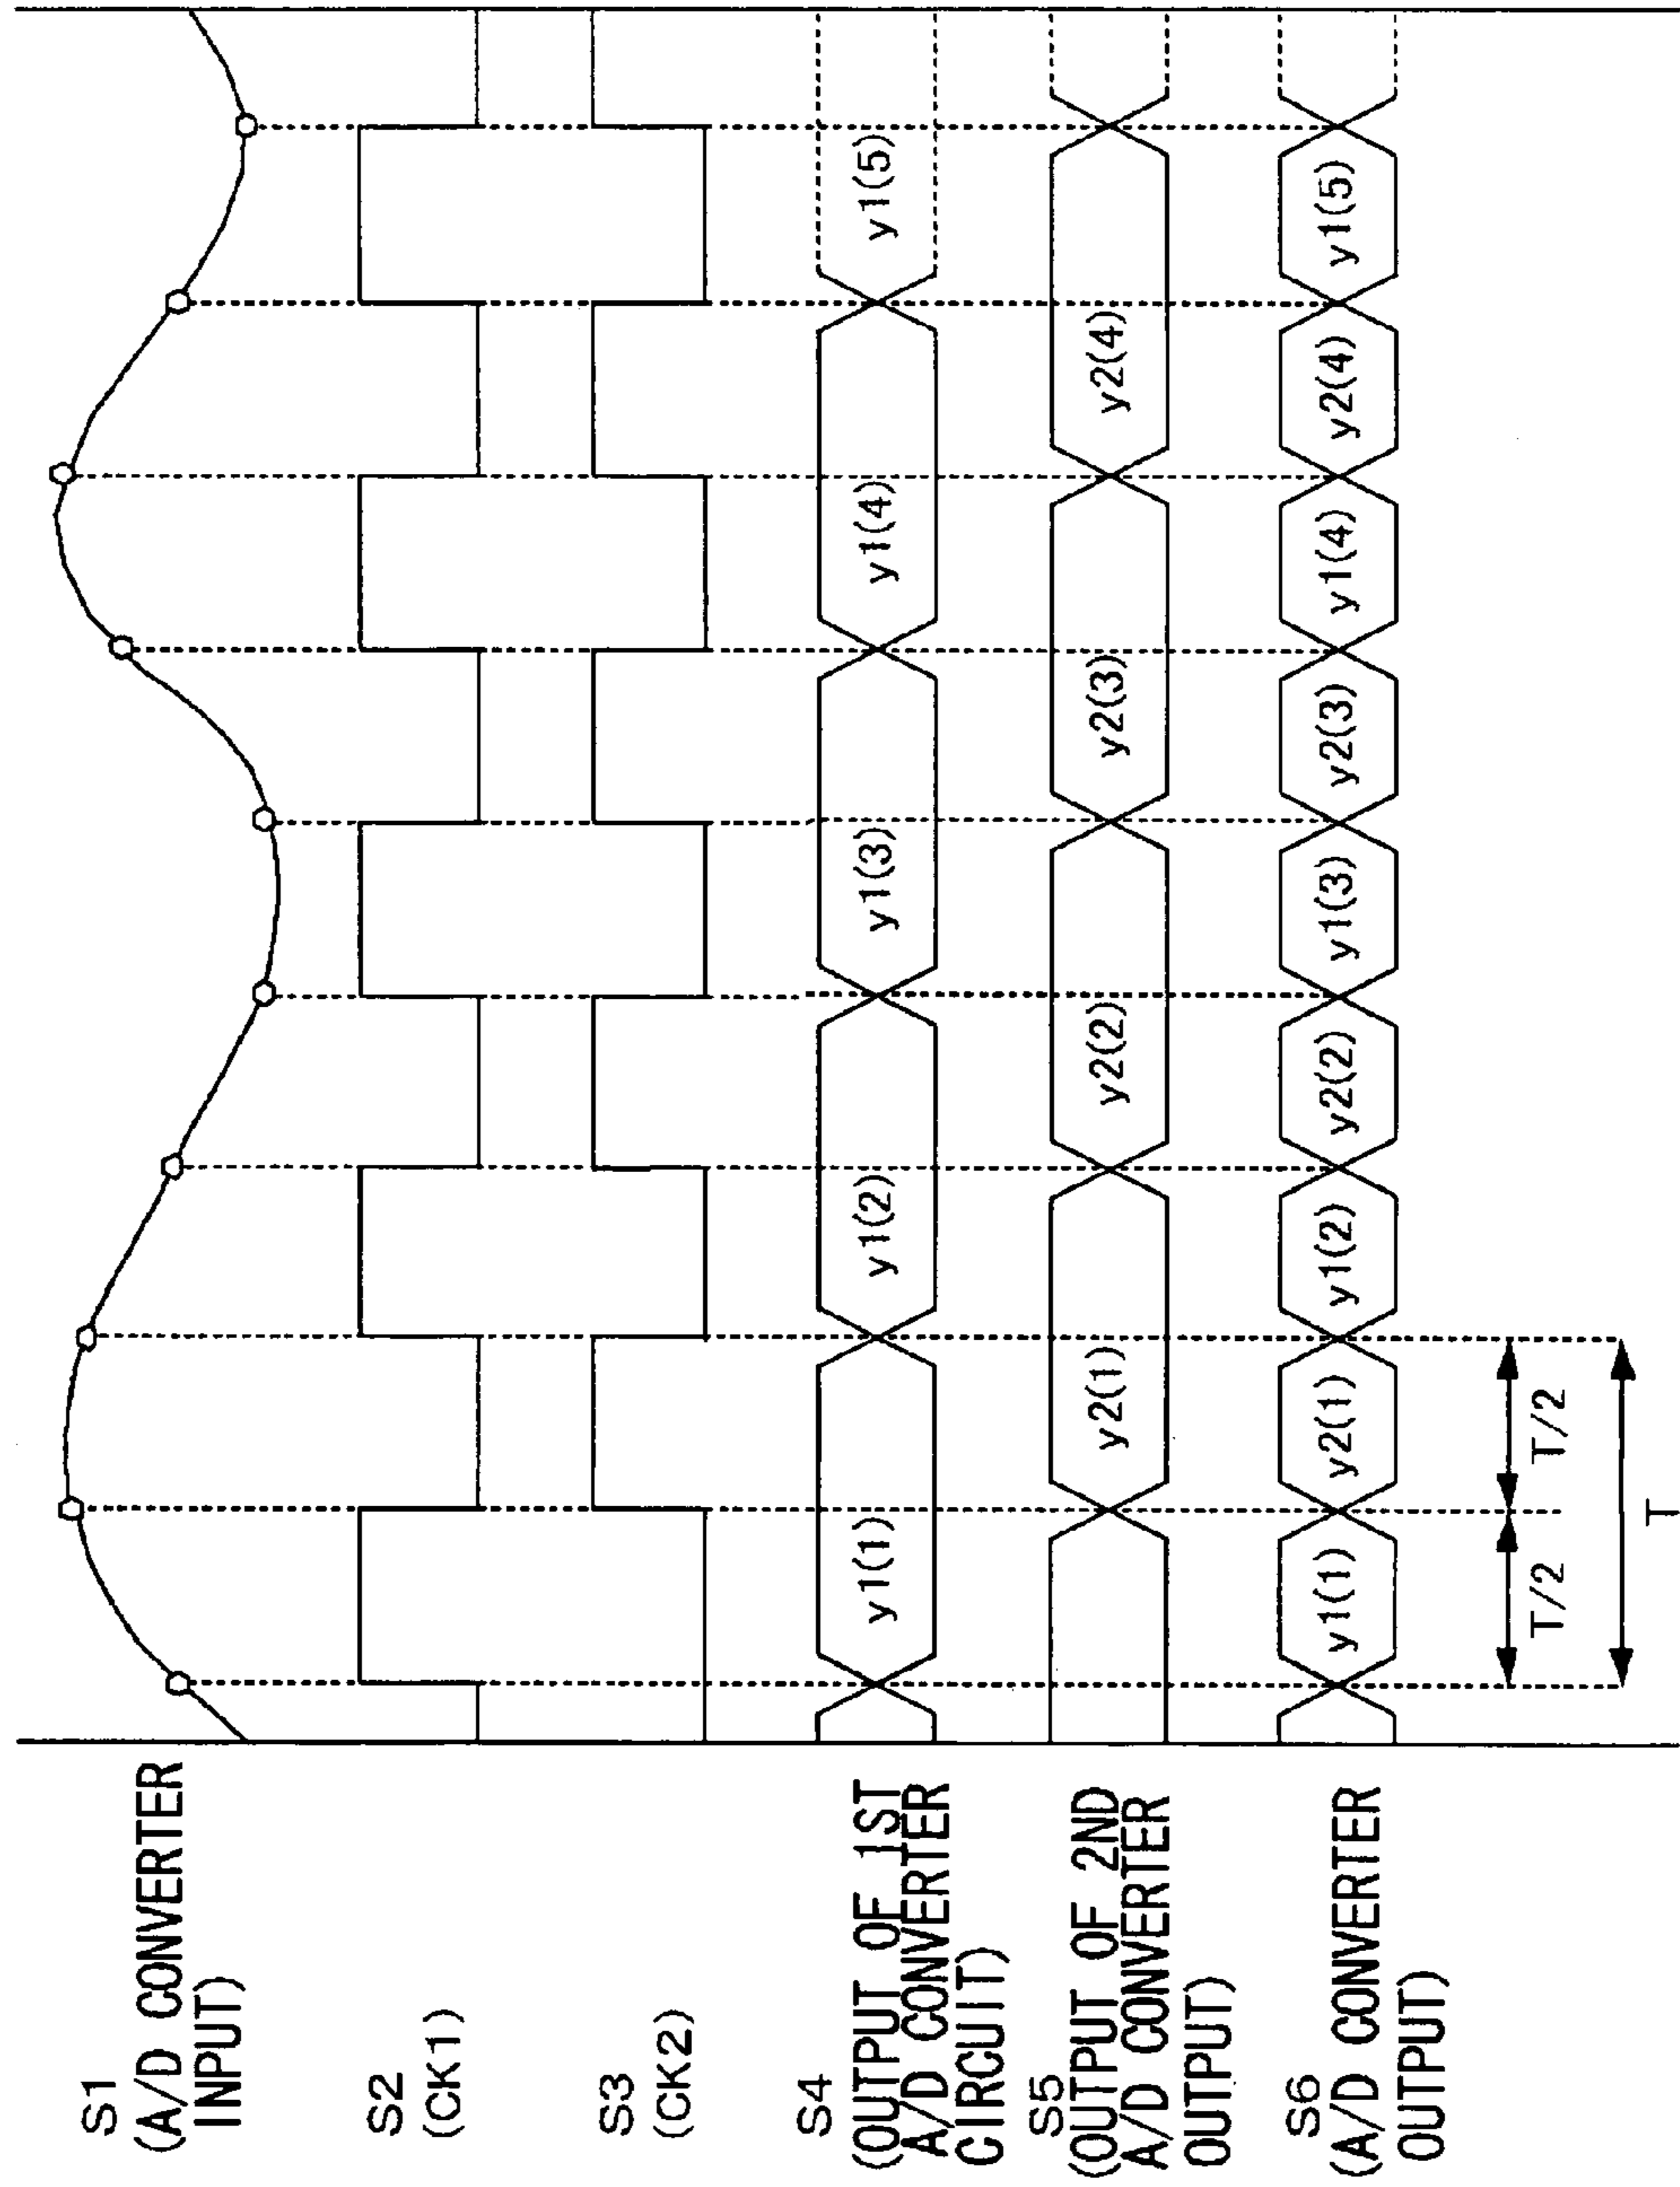 S1
(A/D CONVERTER
INPUT)
S2
(CK1)
S3
(CK2)
S4
(OUTPUT OF 1ST
A/D CONVERTER
CIRCUIT)
y1(1)
y1(2)
y1(3)
y1(4)
y1(5)
S5
(OUTPUT OF 2ND
A/D CONVERTER
OUTPUT)
y2(1)
y2(2)
y2(3)
y2(4)
S6
(A/D CONVERTER
OUTPUT)
y1(1)
y2(1)
y1(2)
y2(2)
y1(3)
y2(3)
y1(4)
y2(4)
y1(5)
T/2
T/2
T